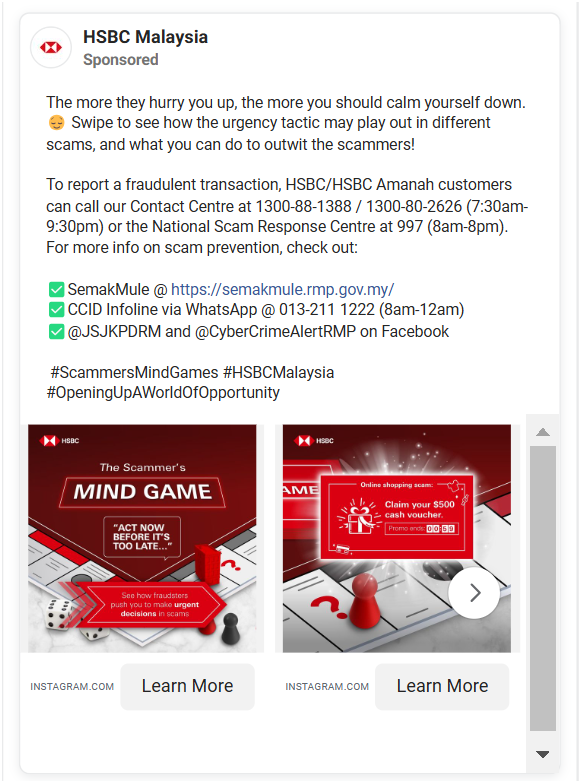 HSBC Malaysia
Sponsored
The more they hurry you up, the more you should calm yourself down.
😌 Swipe to see how the urgency tactic may play out in different
scams, and what you can do to outwit the scammers!
To report a fraudulent transaction, HSBC/HSBC Amanah customers
can call our Contact Centre at 1300-88-1388 / 1300-80-2626 (7:30am-
9:30pm) or the National Scam Response Centre at 997 (8am-8pm).
For more info on scam prevention, check out:
✅ SemakMule @ https://semakmule.rmp.gov.my/
✅ CCID Infoline via WhatsApp @ 013-211 1222 (8am-12am)
✅ @JSJKPDRM and @CyberCrimeAlertRMP on Facebook
#ScammersMindGames #HSBCMalaysia
#OpeningUpAWorldOfOpportunity
HSBC
The Scammer's
MIND GAME
"ACT NOW
BEFORE IT'S
TOO LATE..."
See how fraudsters
push you to make urgent
decisions in scams
?
INSTAGRAM.COM
Learn More
HSBC
AME
Online shopping scam:
Claim your $500
cash voucher.
Promo ends: 00:50
?
INSTAGRAM.COM
Learn More